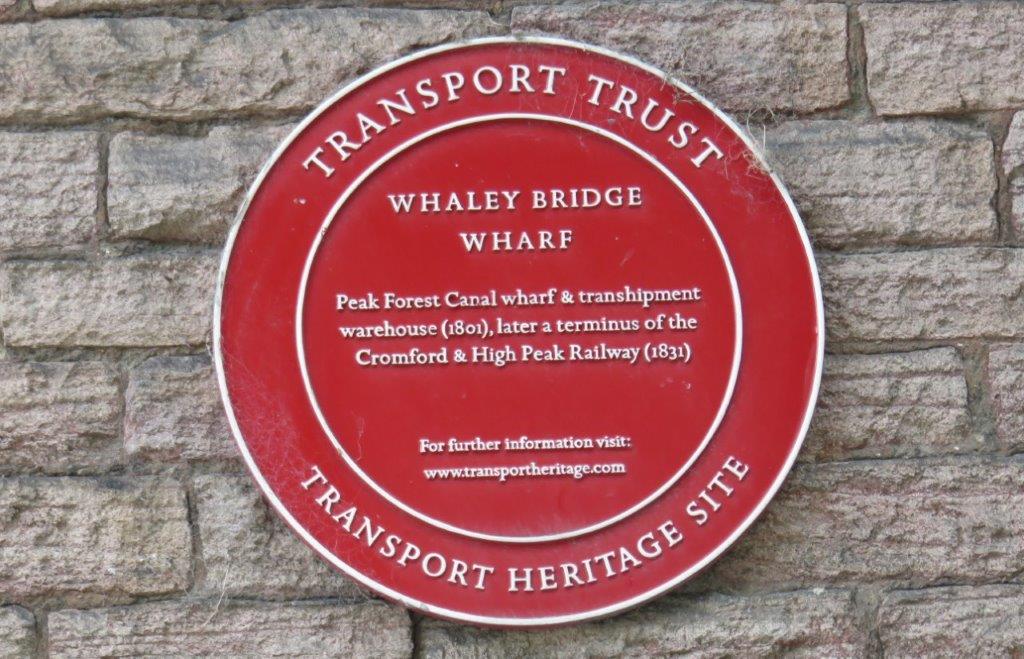 TRANSPORT TRUST
WHALEY BRIDGE
WHARF
Peak Forest Canal wharf & transhipment
warehouse (1801), later a terminus of the
Cromford & High Peak Railway (1831)
For further information visit:
www.transportheritage.com
TRANSPORT HERITAGE SITE